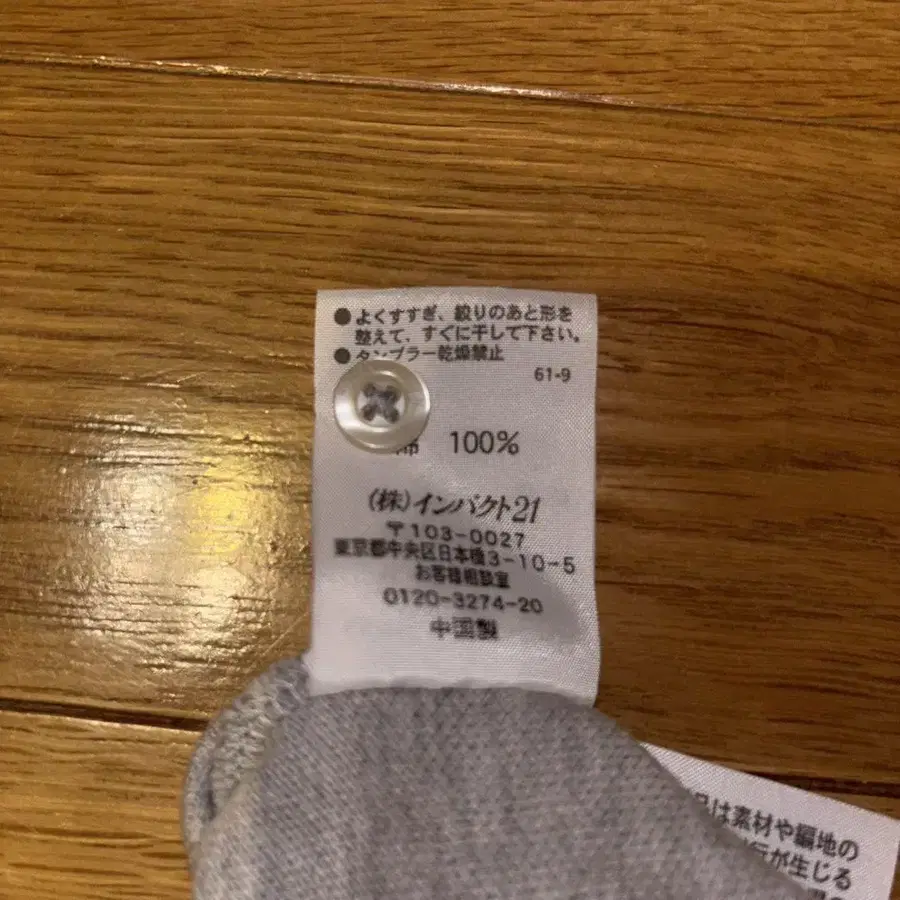 ●よくすすぎ、絞りのあと形を
整えて、すぐに干して下さい。
●タンブラー乾燥禁止
61-9
綿 100%
(株)インパクト21
〒103-0027
東京都中央区日本橋3-10-5
お客様相談室
0120-3274-20
中国製
品は素材や編地の
が生じる